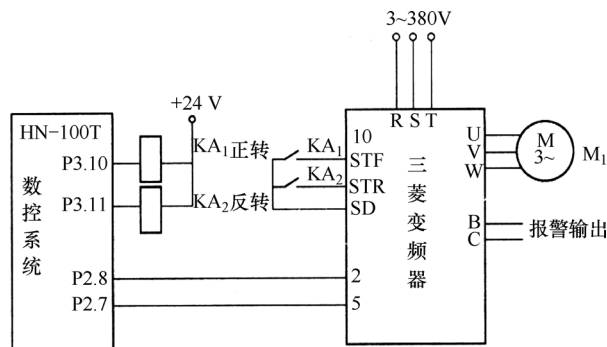 3~380V
R S T
+24 V
HN-100T
P3.10
P3.11
数控系统
P2.8
P2.7
KA₁正转
KA₂反转
KA₁
KA₂
10
STF
STR
SD
2
5
三菱变频器
U
V
W
B
C
M
3~
M₁
报警输出